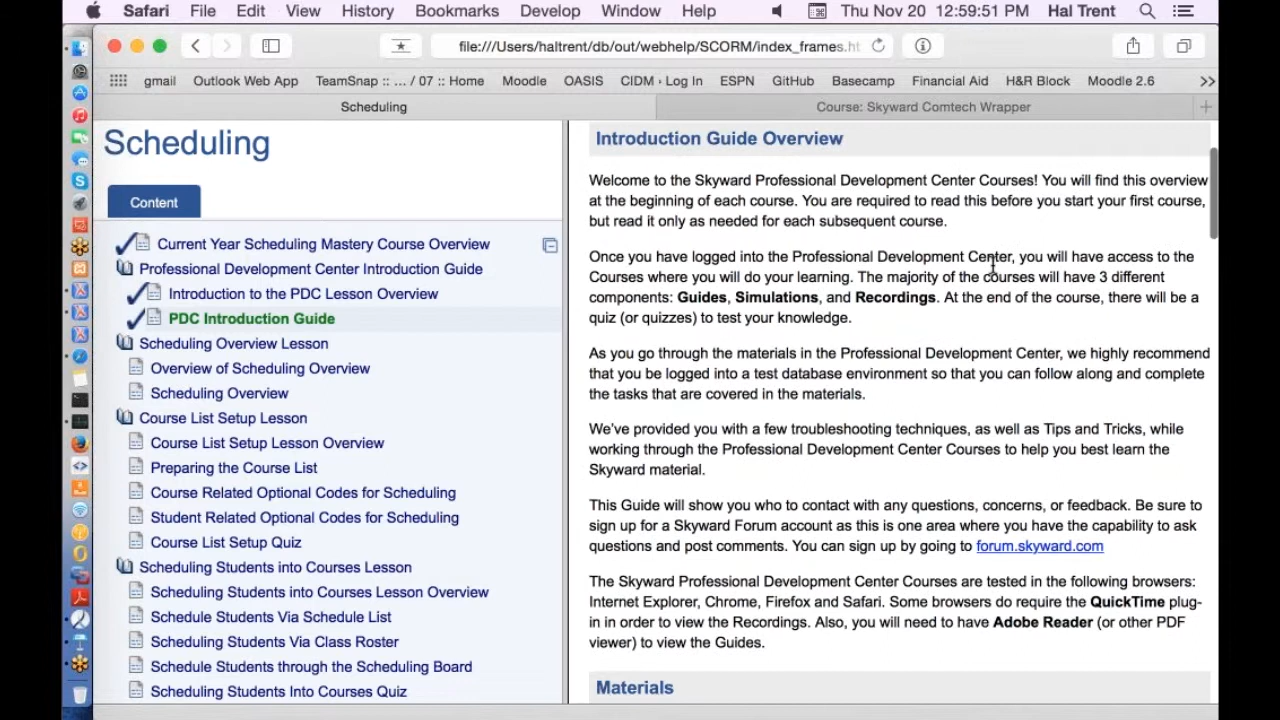 Safari File Edit View History Bookmarks Develop Window Help Thu Nov 20 12:59:51 PM Hal Trent
file:///Users/haltrent/db/out/webhelp/SCORM/index_frames.ht
gmail Outlook Web App TeamSnap :: ... / 07 :: Home Moodle OASIS CIDM › Log In ESPN GitHub Basecamp Financial Aid H&R Block Moodle 2.6 >>
Scheduling Course: Skyward Comtech Wrapper
Scheduling
Content
Current Year Scheduling Mastery Course Overview
Professional Development Center Introduction Guide
Introduction to the PDC Lesson Overview
PDC Introduction Guide
Scheduling Overview Lesson
Overview of Scheduling Overview
Scheduling Overview
Course List Setup Lesson
Course List Setup Lesson Overview
Preparing the Course List
Course Related Optional Codes for Scheduling
Student Related Optional Codes for Scheduling
Course List Setup Quiz
Scheduling Students into Courses Lesson
Scheduling Students into Courses Lesson Overview
Schedule Students Via Schedule List
Scheduling Students Via Class Roster
Schedule Students through the Scheduling Board
Scheduling Students Into Courses Quiz
Introduction Guide Overview
Welcome to the Skyward Professional Development Center Courses! You will find this overview
at the beginning of each course. You are required to read this before you start your first course,
but read it only as needed for each subsequent course.
Once you have logged into the Professional Development Center, you will have access to the
Courses where you will do your learning. The majority of the courses will have 3 different
components: Guides, Simulations, and Recordings. At the end of the course, there will be a
quiz (or quizzes) to test your knowledge.
As you go through the materials in the Professional Development Center, we highly recommend
that you be logged into a test database environment so that you can follow along and complete
the tasks that are covered in the materials.
We've provided you with a few troubleshooting techniques, as well as Tips and Tricks, while
working through the Professional Development Center Courses to help you best learn the
Skyward material.
This Guide will show you who to contact with any questions, concerns, or feedback. Be sure to
sign up for a Skyward Forum account as this is one area where you have the capability to ask
questions and post comments. You can sign up by going to forum.skyward.com
The Skyward Professional Development Center Courses are tested in the following browsers:
Internet Explorer, Chrome, Firefox and Safari. Some browsers do require the QuickTime plug-
in in order to view the Recordings. Also, you will need to have Adobe Reader (or other PDF
viewer) to view the Guides.
Materials